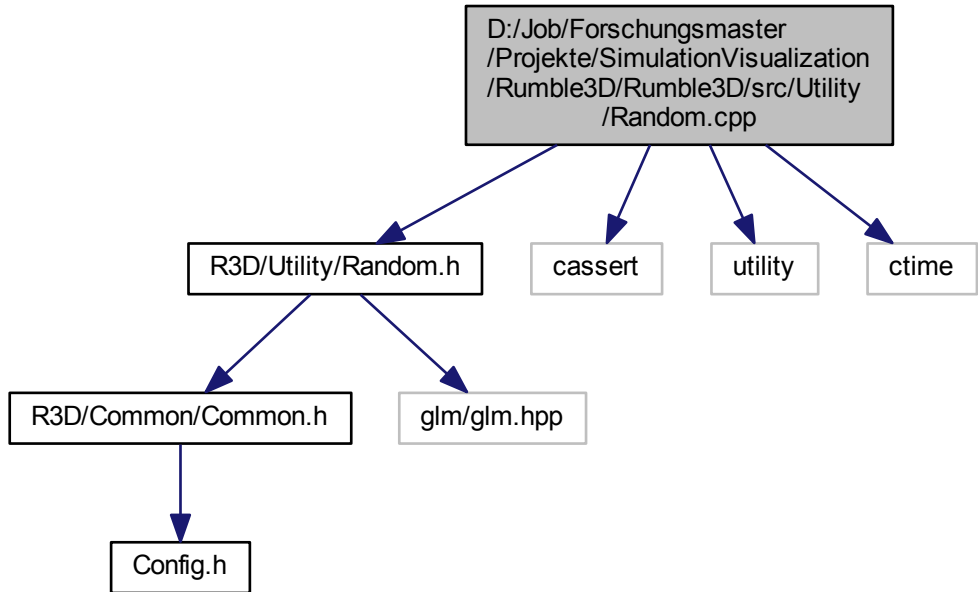 D:/Job/Forschungsmaster
/Projekte/SimulationVisualization
/Rumble3D/Rumble3D/src/Utility
/Random.cpp
R3D/Utility/Random.h
cassert
utility
ctime
R3D/Common/Common.h
glm/glm.hpp
Config.h